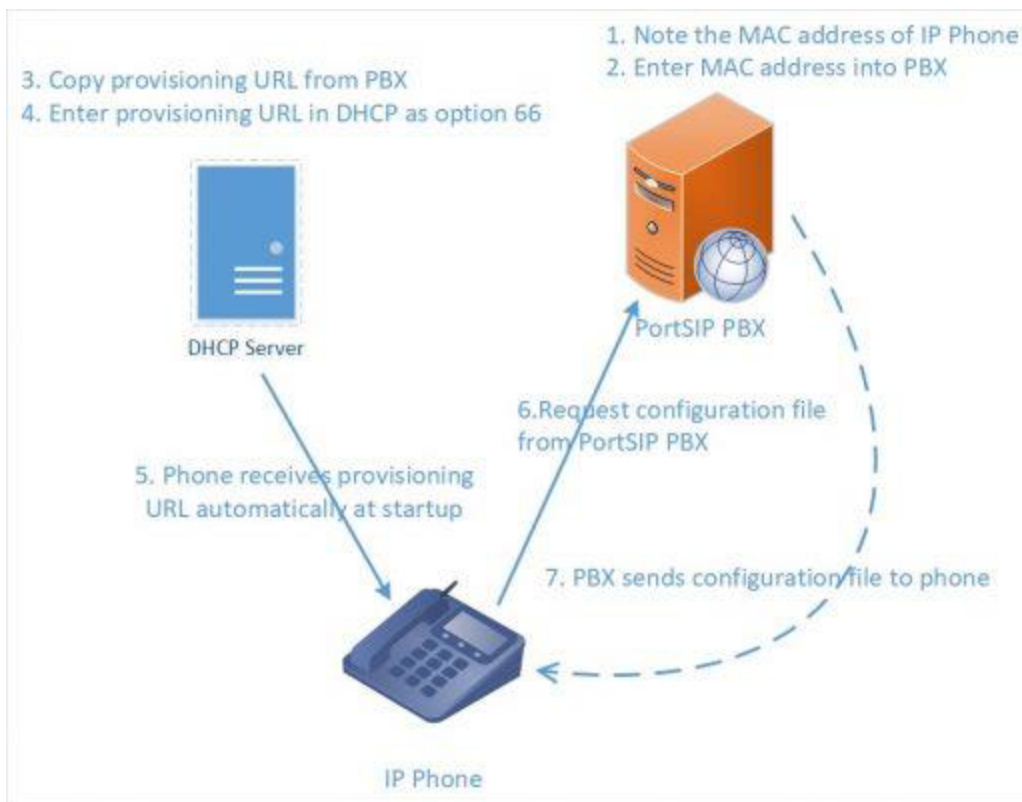 1. Note the MAC address of IP Phone
2. Enter MAC address into PBX
3. Copy provisioning URL from PBX
4. Enter provisioning URL in DHCP as option 66
DHCP Server
PortSIP PBX
5. Phone receives provisioning
URL automatically at startup
6.Request configuration file
from PortSIP PBX
7. PBX sends configuration file to phone
IP Phone